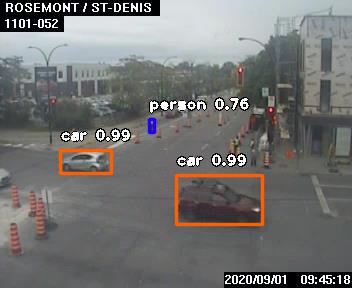 ROSEMONT / ST-DENIS
1101-052
person 0.76
car 0.99
car 0.99
2020/09/01 09:45:18